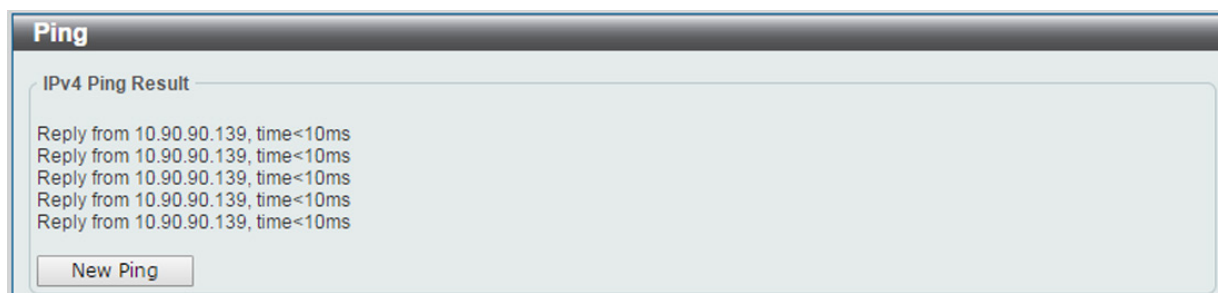 Ping
IPv4 Ping Result
Reply from 10.90.90.139, time<10ms
Reply from 10.90.90.139, time<10ms
Reply from 10.90.90.139, time<10ms
Reply from 10.90.90.139, time<10ms
Reply from 10.90.90.139, time<10ms
New Ping